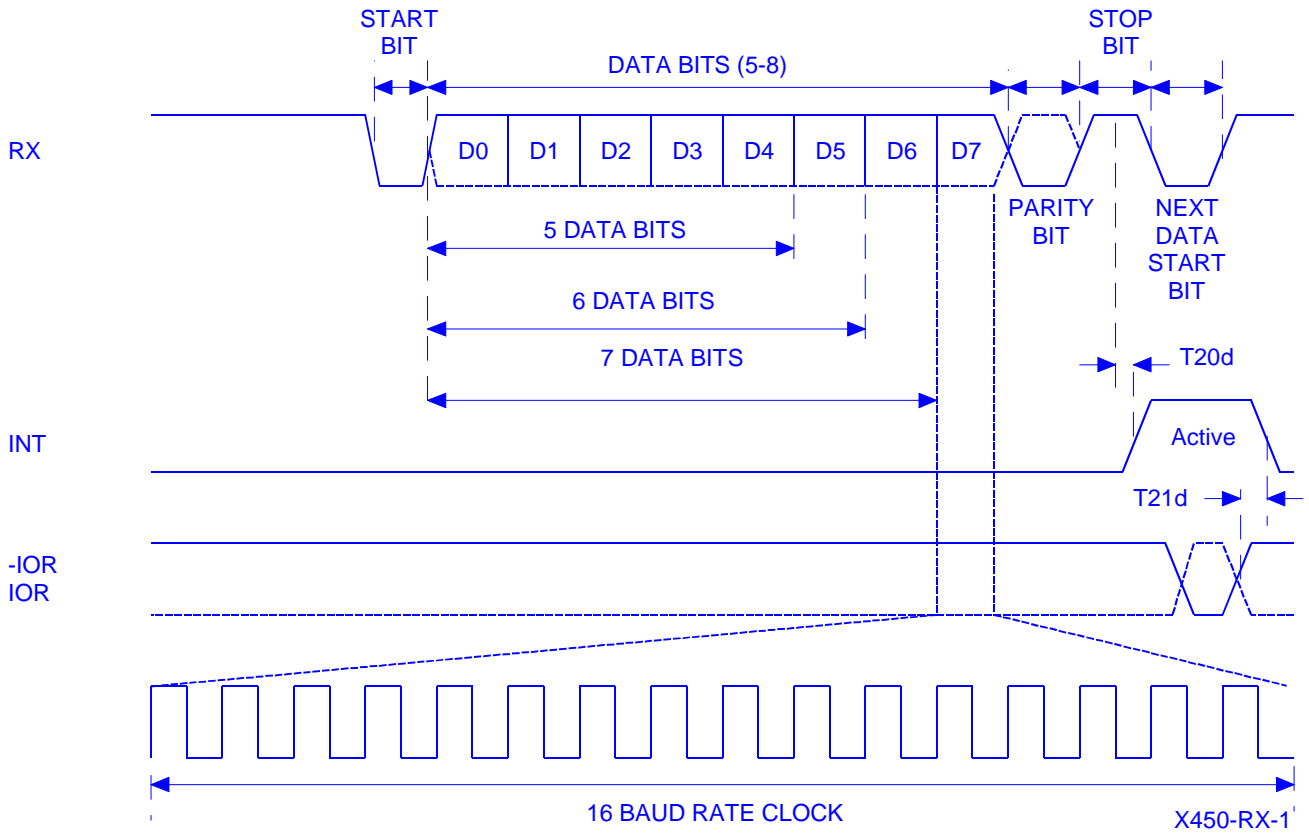 START
BIT
STOP
BIT
DATA BITS (5-8)
RX
D0 D1 D2 D3 D4 D5 D6 D7
PARITY
BIT
NEXT
DATA
START
BIT
5 DATA BITS
6 DATA BITS
7 DATA BITS
T20d
INT
Active
T21d
-IOR
IOR
16 BAUD RATE CLOCK
X450-RX-1